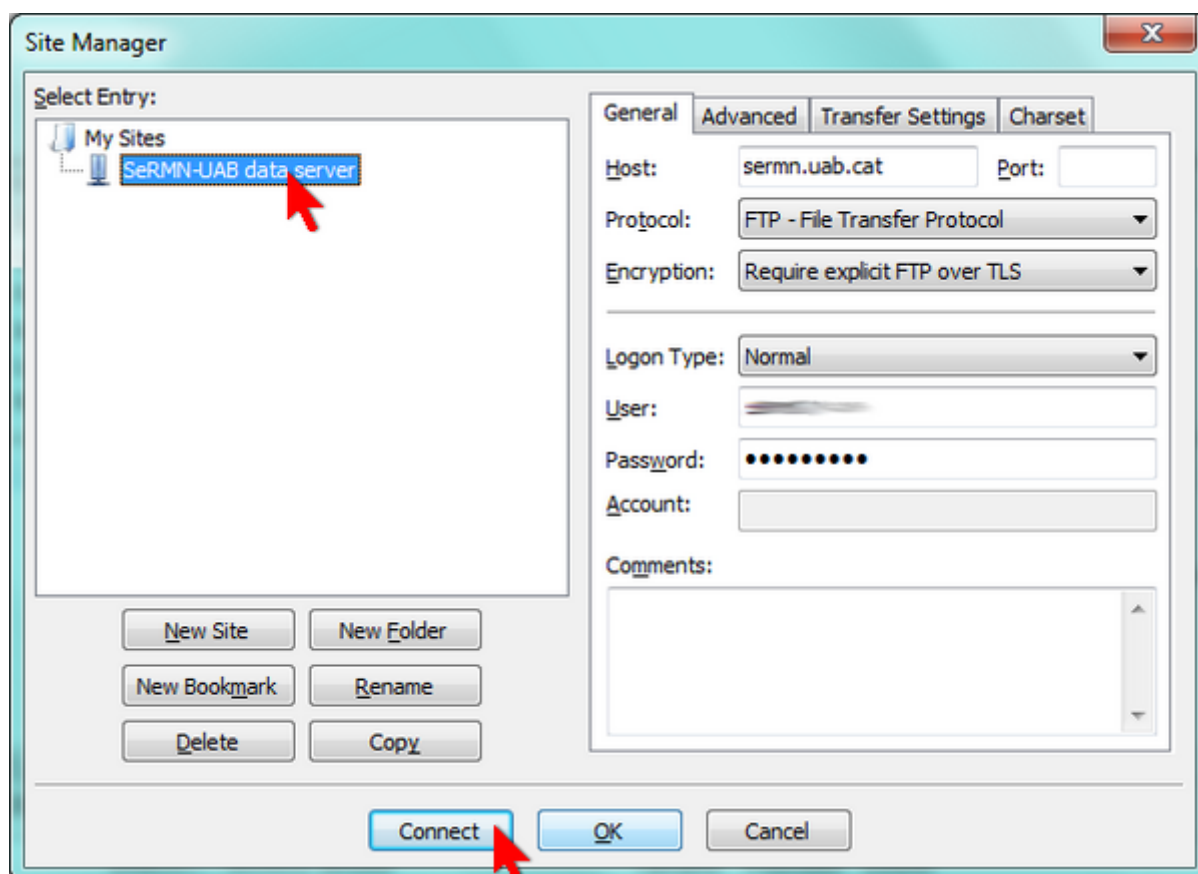 Site Manager
Select Entry:
My Sites
SeRMN-UAB data server
New Site New Folder
New Bookmark Rename
Delete Copy
General Advanced Transfer Settings Charset
Host: sermn.uab.cat Port:
Protocol: FTP - File Transfer Protocol
Encryption: Require explicit FTP over TLS
Logon Type: Normal
User:
Password: •••••••••
Account:
Comments:
Connect OK Cancel